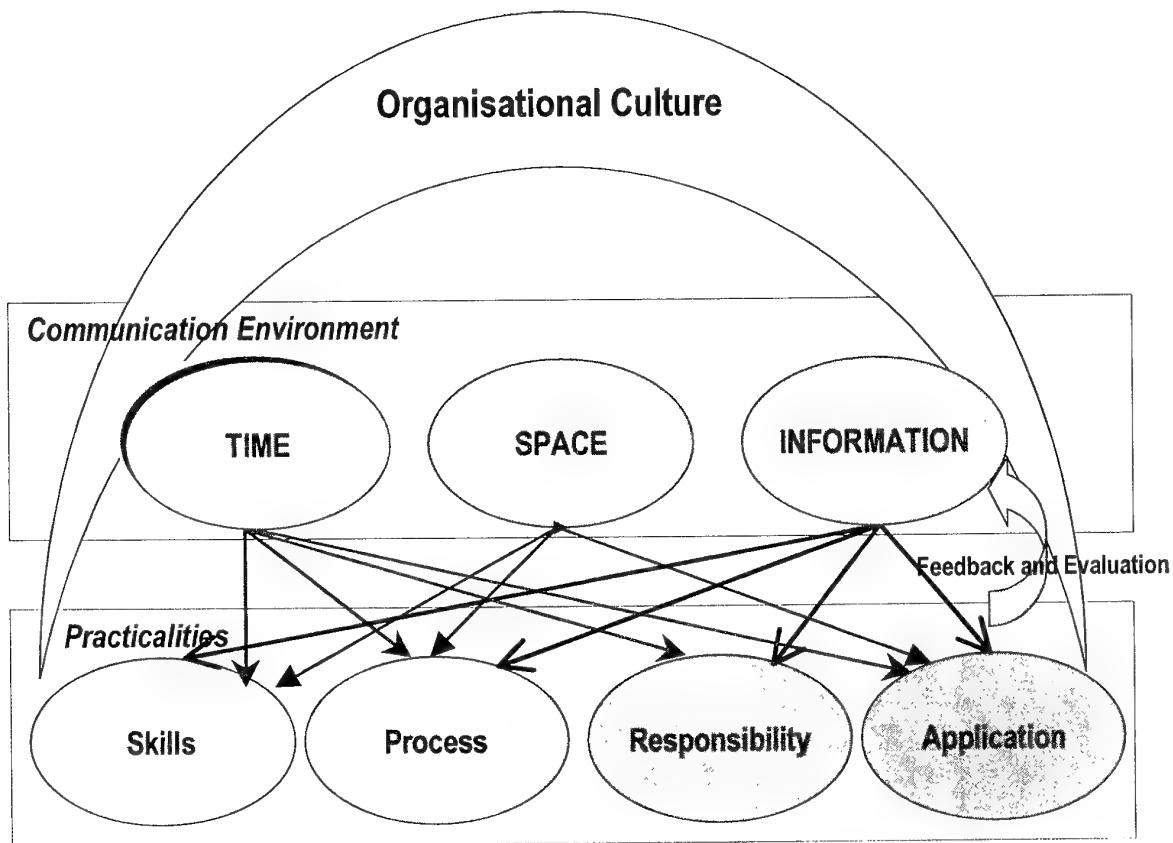 Organisational Culture
Communication Environment
TIME
SPACE
INFORMATION
Feedback and Evaluation
Practicalities
Skills
Process
Responsibility
Application